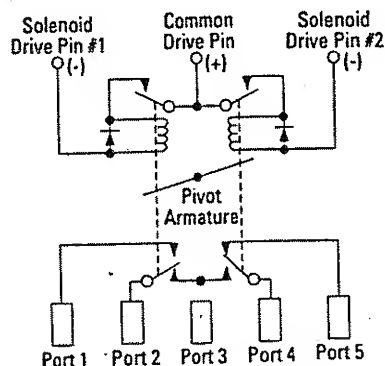 Solenoid
Drive Pin #1
(-)
Common
Drive Pin
(+)
Solenoid
Drive Pin #2
(-)
Pivot
Armature
Port 1 Port 2 Port 3 Port 4 Port 5